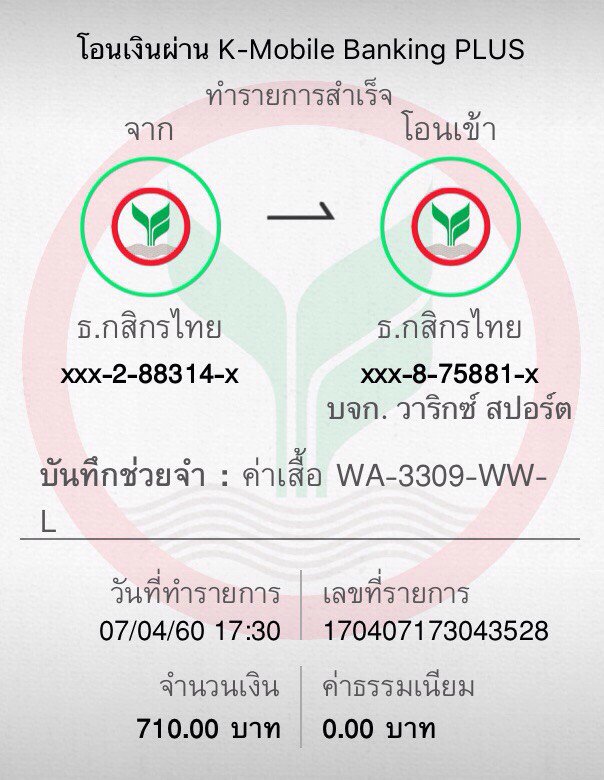 โอนเงินผ่าน K-Mobile Banking PLUS
ทำรายการสำเร็จ
จาก
โอนเข้า
ธ.กสิกรไทย
ธ.กสิกรไทย
xxx-2-88314-x
xxx-8-75881-x
บจก. วาริกซ์ สปอร์ต
บันทึกช่วยจำ : ค่าเสื้อ WA-3309-WW-
L
วันที่ทำรายการ
เลขที่รายการ
07/04/60 17:30
170407173043528
จำนวนเงิน
ค่าธรรมเนียม
710.00 บาท
0.00 บาท